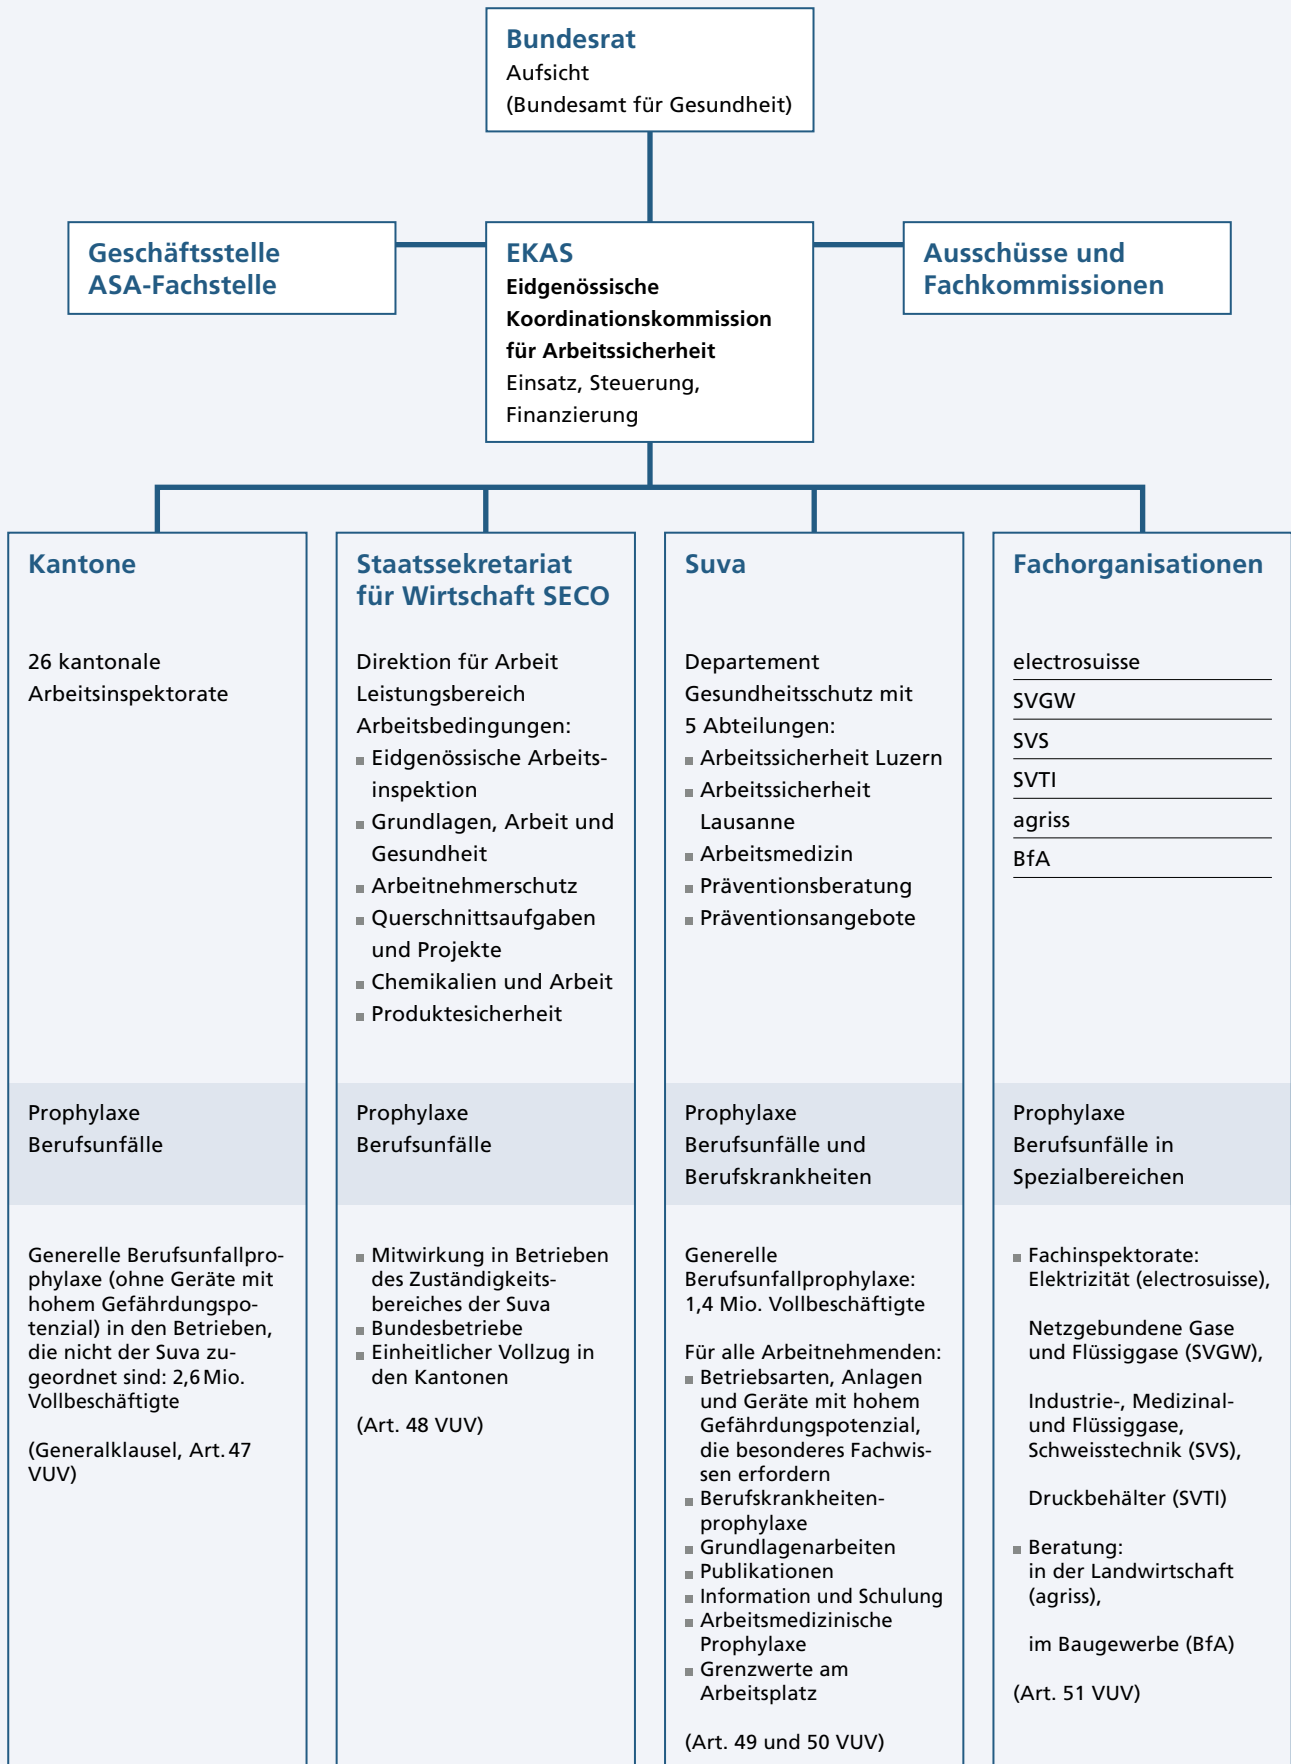 Bundesrat
Aufsicht
(Bundesamt für Gesundheit)
Geschäftsstelle
ASA-Fachstelle
EKAS
Eidgenössische
Koordinationskommission
für Arbeitssicherheit
Einsatz, Steuerung,
Finanzierung
Ausschüsse und
Fachkommissionen
Kantone
26 kantonale
Arbeitsinspektorate
Prophylaxe
Berufsunfälle
Generelle Berufsunfallpro-
phylaxe (ohne Geräte mit
hohem Gefährdungspo-
tenzial) in den Betrieben,
die nicht der Suva zu-
geordnet sind: 2,6 Mio.
Vollbeschäftigte
(Generalklausel, Art. 47
VUV)
Staatssekretariat
für Wirtschaft SECO
Direktion für Arbeit
Leistungsbereich
Arbeitsbedingungen:
■ Eidgenössische Arbeits-
inspektion
■ Grundlagen, Arbeit und
Gesundheit
■ Arbeitnehmerschutz
■ Querschnittsaufgaben
und Projekte
■ Chemikalien und Arbeit
■ Produktesicherheit
Prophylaxe
Berufsunfälle
■ Mitwirkung in Betrieben
des Zuständigkeits-
bereiches der Suva
■ Bundesbetriebe
■ Einheitlicher Vollzug in
den Kantonen
(Art. 48 VUV)
Suva
Departement
Gesundheitsschutz mit
5 Abteilungen:
■ Arbeitssicherheit Luzern
■ Arbeitssicherheit
Lausanne
■ Arbeitsmedizin
■ Präventionsberatung
■ Präventionsangebote
Prophylaxe
Berufsunfälle und
Berufskrankheiten
Generelle
Berufsunfallprophylaxe:
1,4 Mio. Vollbeschäftigte
Für alle Arbeitnehmenden:
■ Betriebsarten, Anlagen
und Geräte mit hohem
Gefährdungspotenzial,
die besonderes Fachwis-
sen erfordern
■ Berufskrankheiten-
prophylaxe
■ Grundlagenarbeiten
■ Publikationen
■ Information und Schulung
■ Arbeitsmedizinische
Prophylaxe
■ Grenzwerte am
Arbeitsplatz
(Art. 49 und 50 VUV)
Fachorganisationen
electrosuisse
SVGW
SVS
SVTI
agriss
BfA
Prophylaxe
Berufsunfälle in
Spezialbereichen
■ Fachinspektorate:
Elektrizität (electrosuisse),
Netzgebundene Gase
und Flüssiggase (SVGW),
Industrie-, Medizinal-
und Flüssiggase,
Schweisstechnik (SVS),
Druckbehälter (SVTI)
■ Beratung:
in der Landwirtschaft
(agriss),
im Baugewerbe (BfA)
(Art. 51 VUV)